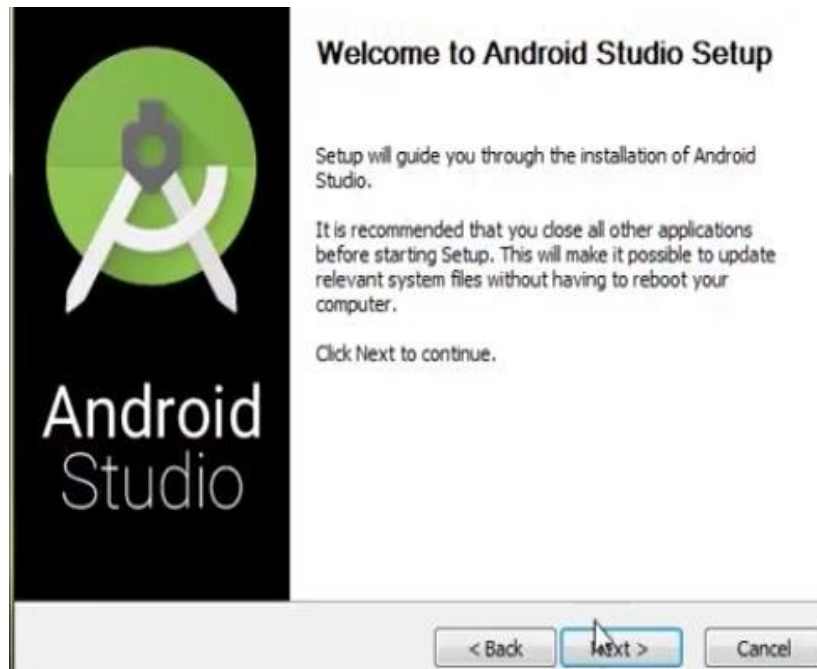 Welcome to Android Studio Setup
Setup will guide you through the installation of Android
Studio.
It is recommended that you close all other applications
before starting Setup. This will make it possible to update
relevant system files without having to reboot your
computer.
Click Next to continue.
Android
Studio
< Back
Next >
Cancel